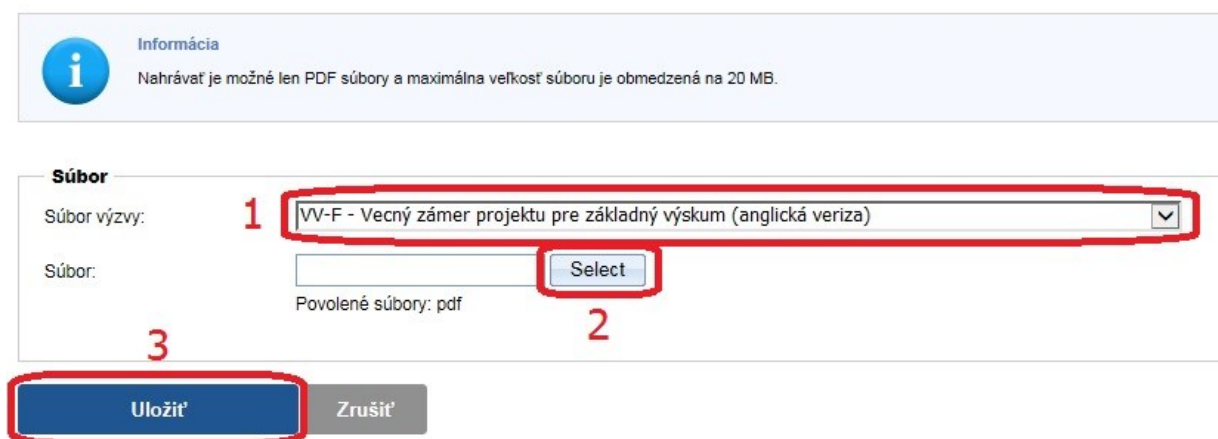 Informácia
Nahrávať je možné len PDF súbory a maximálna veľkosť súboru je obmedzená na 20 MB.
Súbor
Súbor výzvy: 1 VV-F - Vecný zámer projektu pre základný výskum (anglická veriza)
Súbor: Select
Povolené súbory: pdf
2
3
Uložiť Zrušiť